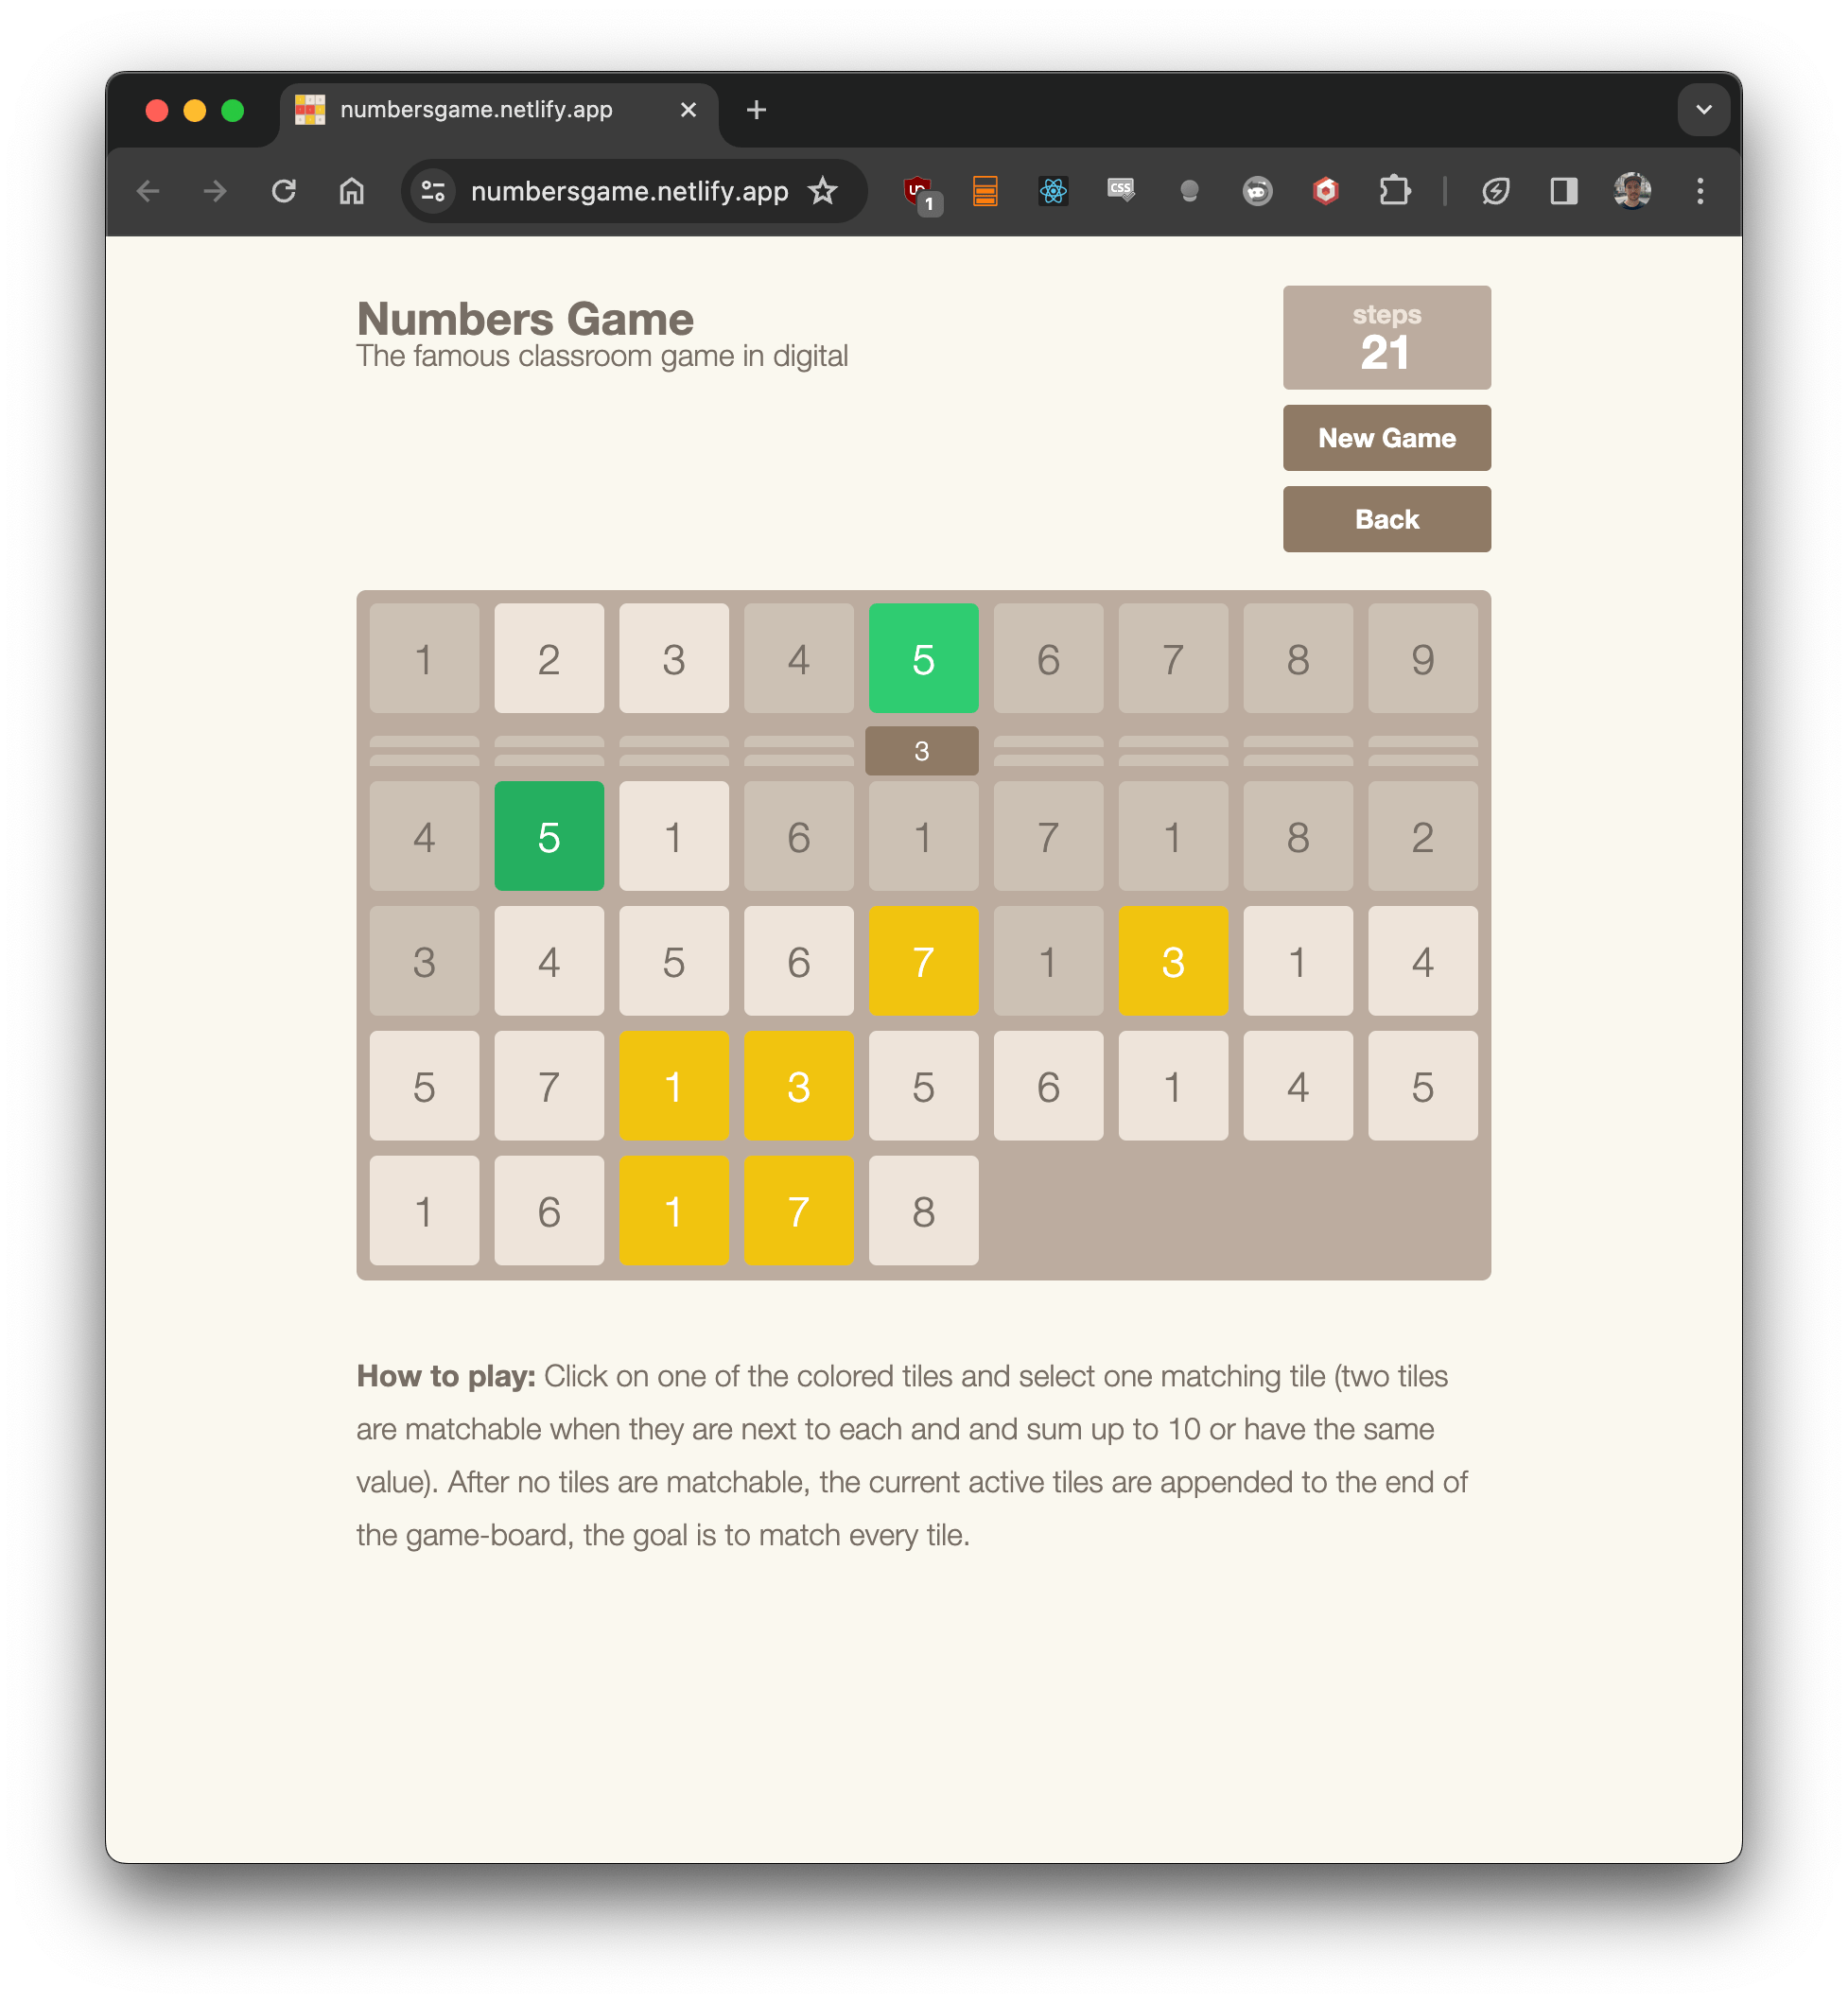 numbersgame.netlify.app
numbersgame.netlify.app
1
CSS
Numbers Game
The famous classroom game in digital
steps
21
New Game
Back
1 2 3 4 5 6 7 8 9
3
4 5 1 6 1 7 1 8 2
3 4 5 6 7 1 3 1 4
5 7 1 3 5 6 1 4 5
1 6 1 7 8
How to play: Click on one of the colored tiles and select one matching tile (two tiles
are matchable when they are next to each and and sum up to 10 or have the same
value). After no tiles are matchable, the current active tiles are appended to the end of
the game-board, the goal is to match every tile.